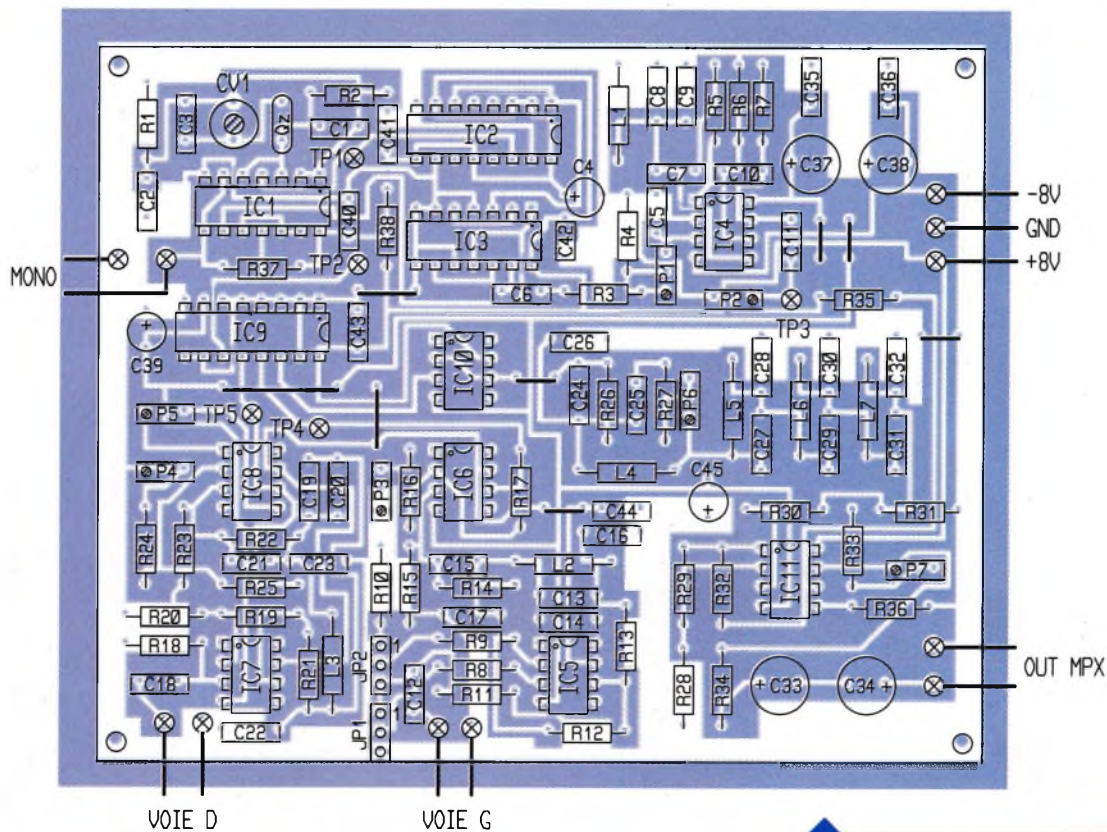 CV1
R2
C35
C36
R1
C3
Qz
C1
C41
IC2
L1
C8
C9
R5
R6
R7
TP1
C4
C7
C10
+ C37
+ C38
C2
IC1
C40
R38
IC3
C42
R4
C5
IC4
C11
-8V
GND
+8V
MONO
R37
TP2
C6
R3
P1
P2
TP3
R35
C39
IC9
C43
IC10
C26
C24
R26
C25
R27
P6
L5
C28
L6
C30
L7
C32
C27
C29
C31
P5
TP5
TP4
P4
IC8
C19
C20
P3
R16
IC6
R17
L4
C45
R24
R23
R22
C44
C16
R30
R33
R31
C21
C23
R25
R10
R15
C15
R14
L2
R29
R32
IC11
P7
R20
R19
C17
C13
C14
R36
R18
IC7
R21
L3
JP2
1
R9
R8
R11
IC5
R13
C18
C22
JP1
1
C12
R12
R28
R34
+ C33
C34 +
OUT MPX
VOIE D
VOIE G